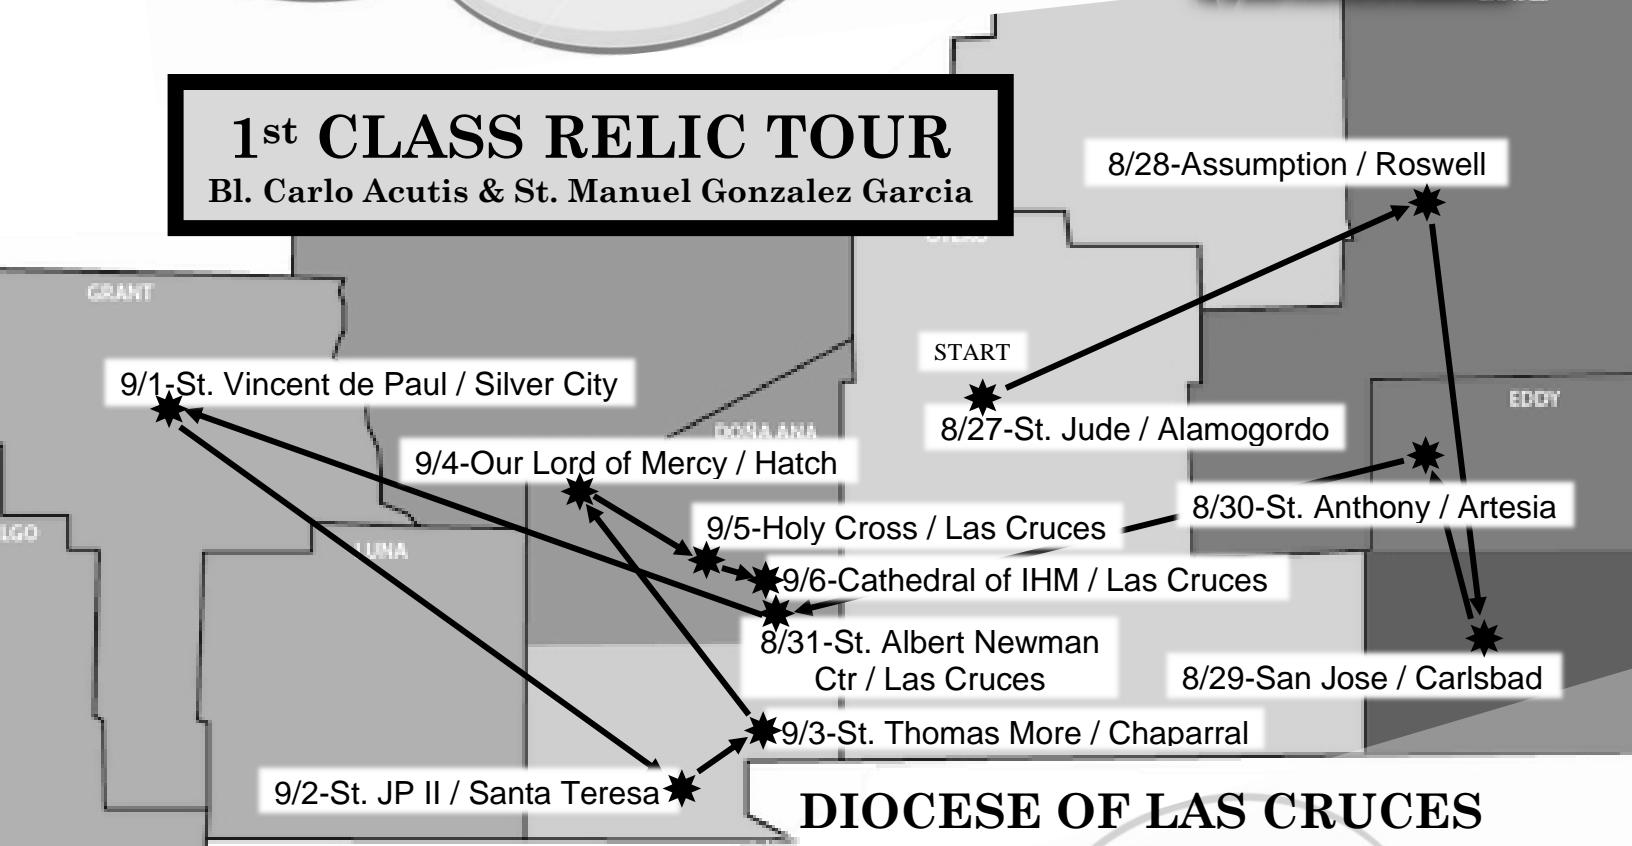 1st CLASS RELIC TOUR
Bl. Carlo Acutis & St. Manuel Gonzalez Garcia
8/28-Assumption / Roswell
GRANT
START
9/1-St. Vincent de Paul / Silver City
EDDY
8/27-St. Jude / Alamogordo
DOÑA ANA
9/4-Our Lord of Mercy / Hatch
8/30-St. Anthony / Artesia
9/5-Holy Cross / Las Cruces
LGO
LUNA
9/6-Cathedral of IHM / Las Cruces
8/31-St. Albert Newman
Ctr / Las Cruces
8/29-San Jose / Carlsbad
9/3-St. Thomas More / Chaparral
9/2-St. JP II / Santa Teresa
DIOCESE OF LAS CRUCES